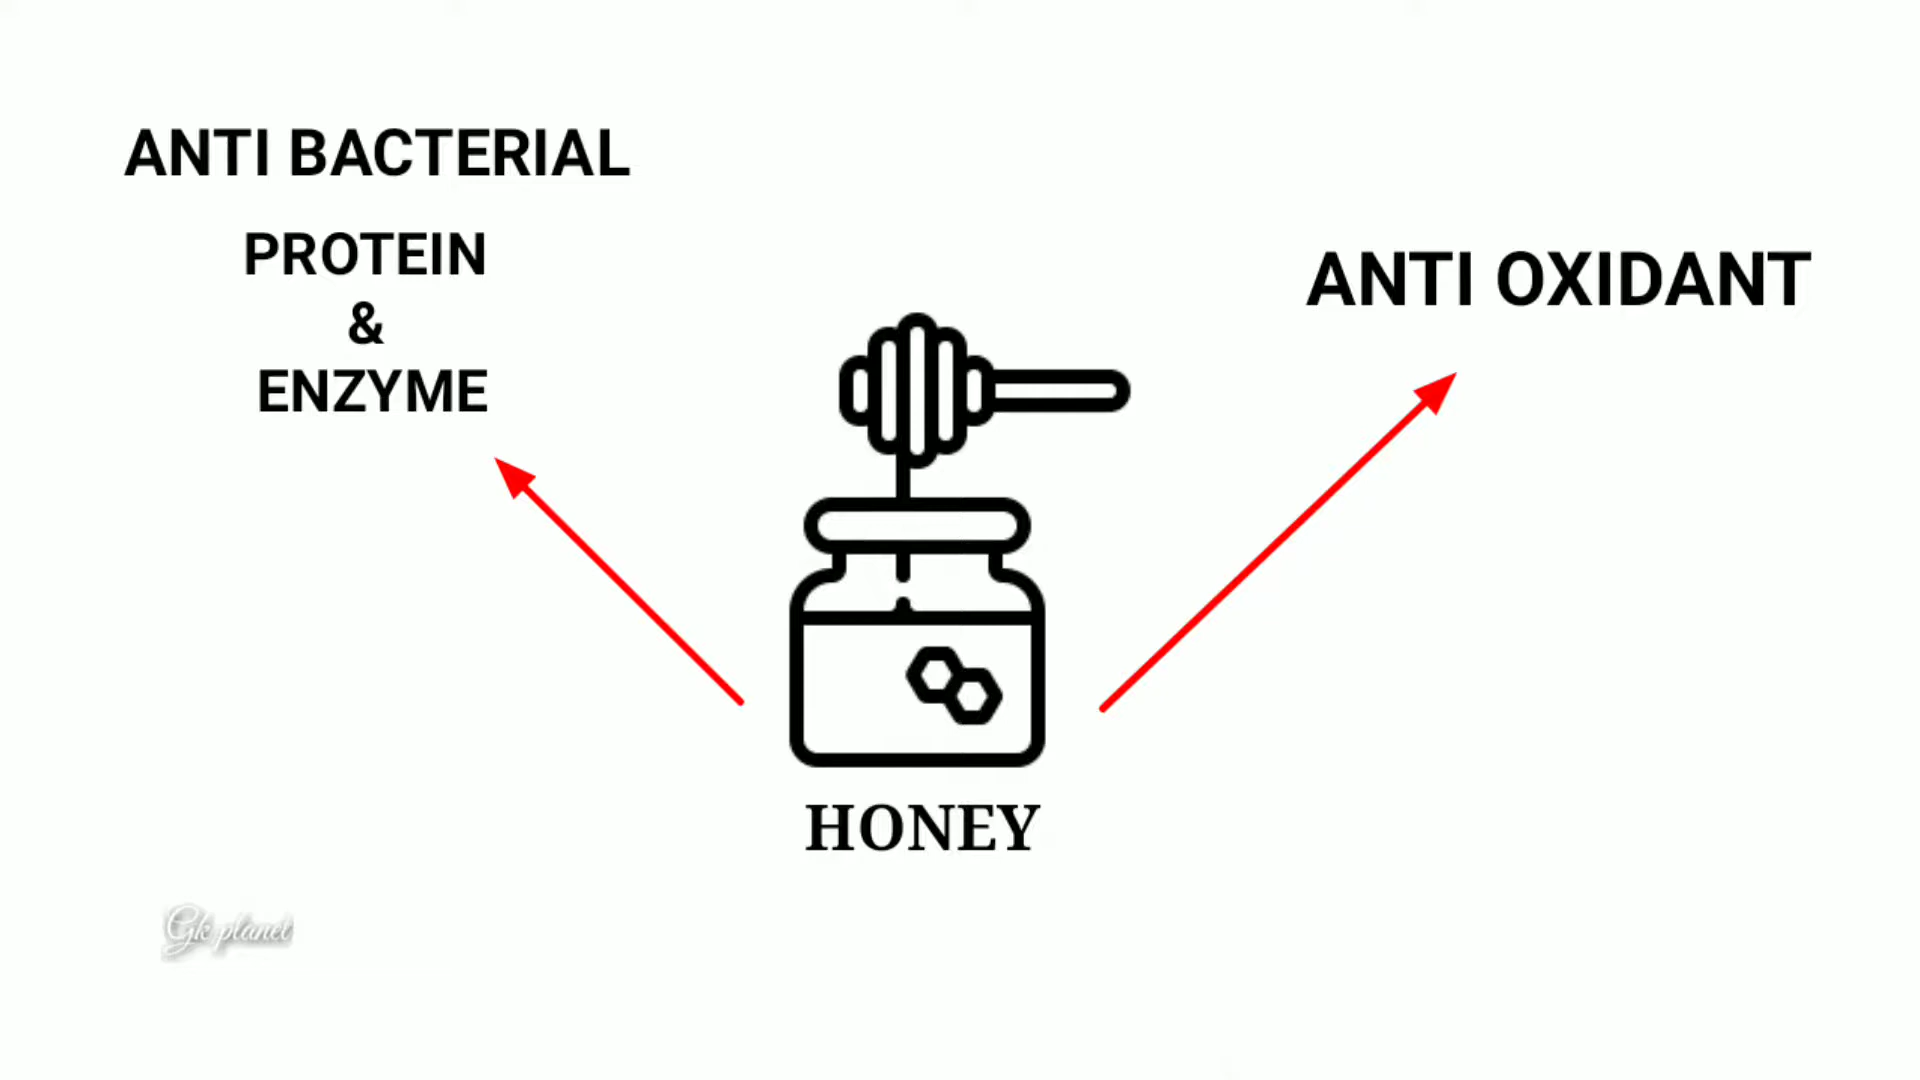 ANTI BACTERIAL
PROTEIN
&
ENZYME
ANTI OXIDANT
HONEY
Gk planet